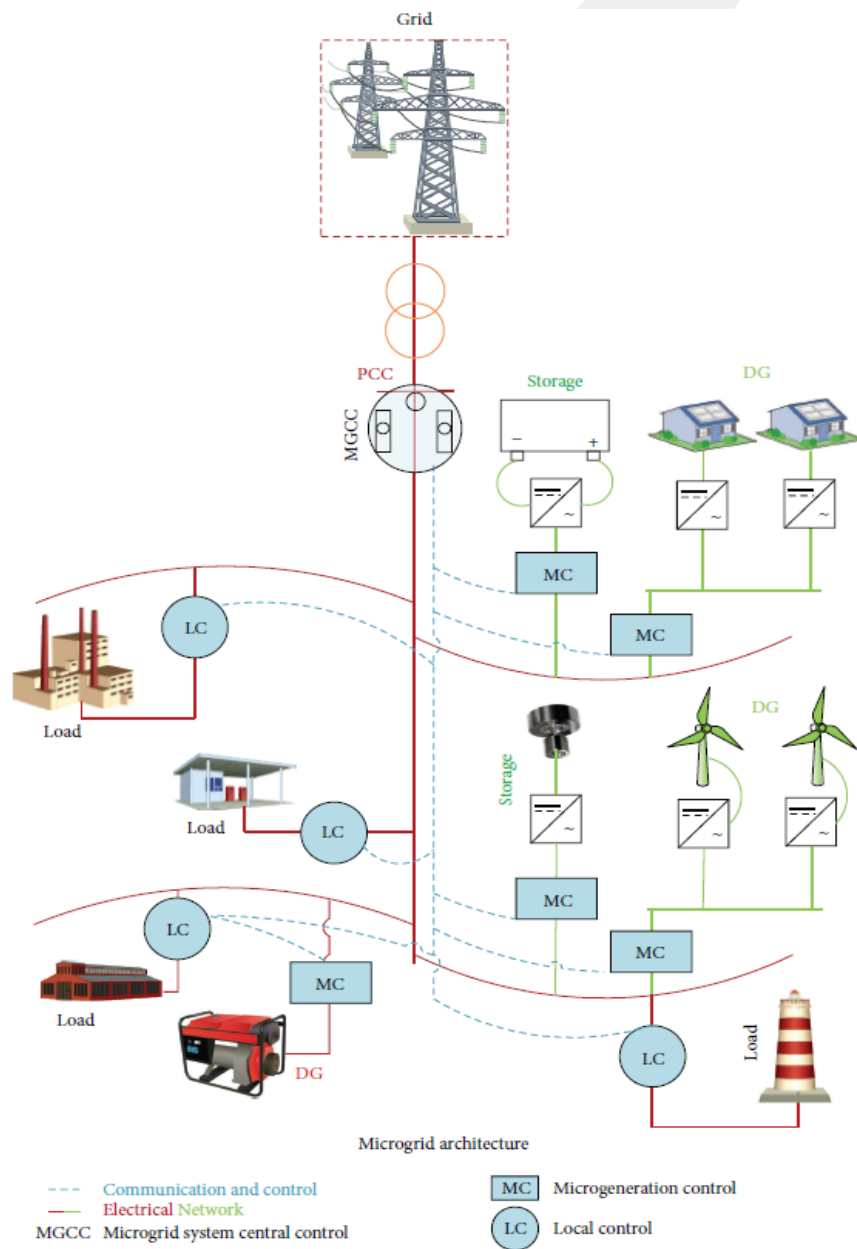 Grid
PCC
MGCC
Storage
DG
− +
~
~
~
MC
MC
LC
Load
Load
LC
Storage
DG
~
~
~
MC
MC
LC
Load
MC
DG
LC
Load
Microgrid architecture
Communication and control
Electrical Network
MGCC Microgrid system central control
MC Microgeneration control
LC Local control